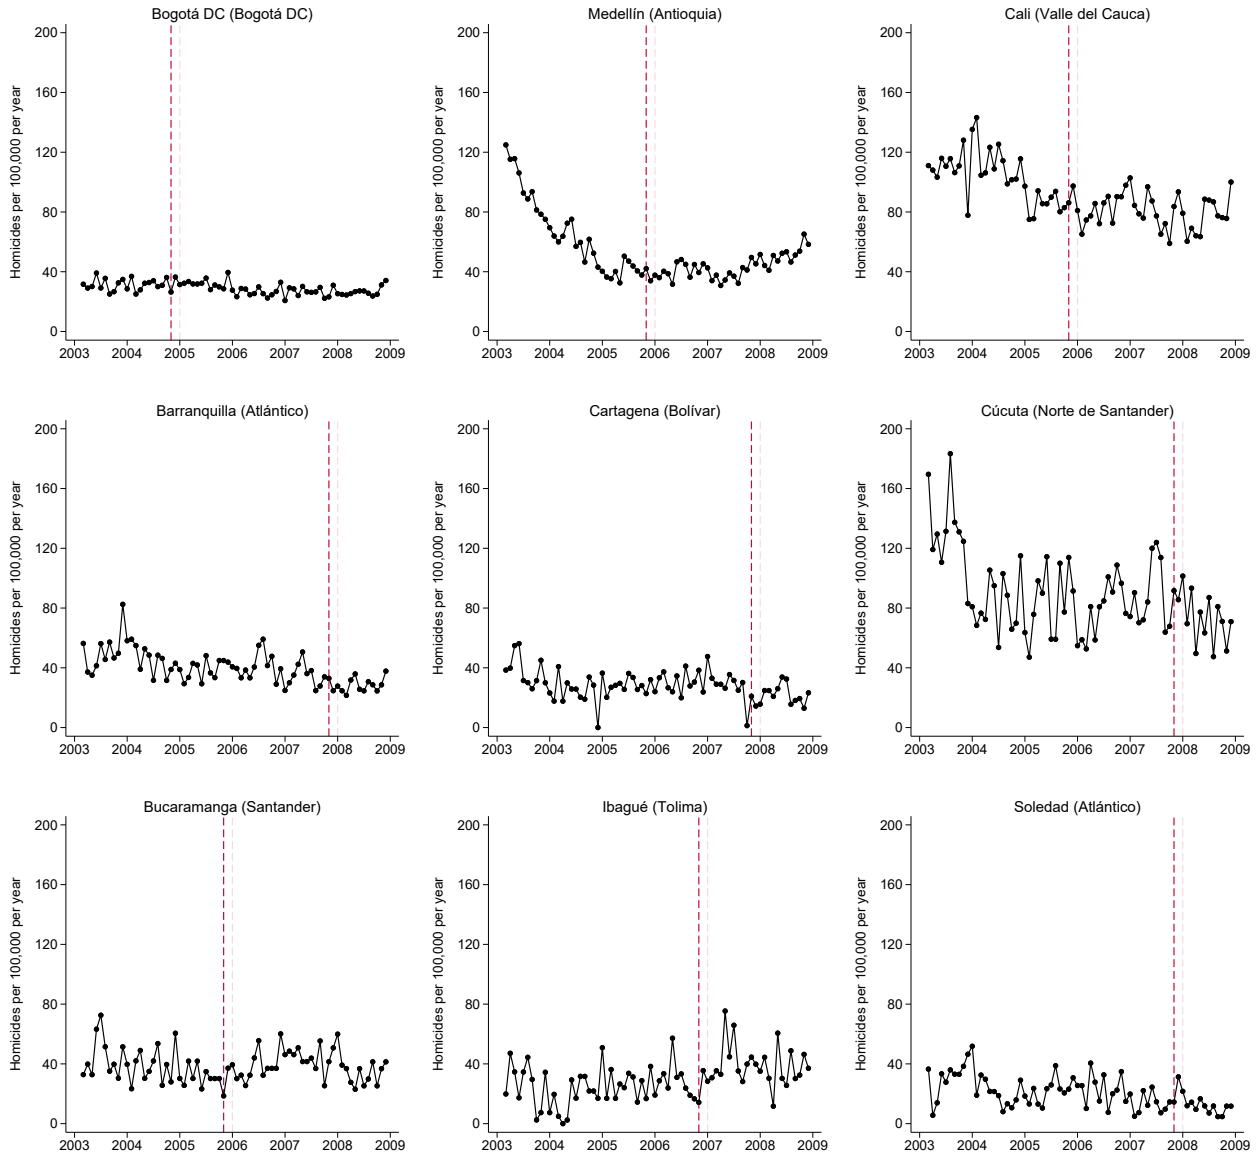 Bogotá DC (Bogotá DC)
Homicides per 100,000 per year
200
160
120
80
40
0
2003 2004 2005 2006 2007 2008 2009
Medellín (Antioquia)
Homicides per 100,000 per year
200
160
120
80
40
0
2003 2004 2005 2006 2007 2008 2009
Cali (Valle del Cauca)
Homicides per 100,000 per year
200
160
120
80
40
0
2003 2004 2005 2006 2007 2008 2009
Barranquilla (Atlántico)
Homicides per 100,000 per year
200
160
120
80
40
0
2003 2004 2005 2006 2007 2008 2009
Cartagena (Bolívar)
Homicides per 100,000 per year
200
160
120
80
40
0
2003 2004 2005 2006 2007 2008 2009
Cúcuta (Norte de Santander)
Homicides per 100,000 per year
200
160
120
80
40
0
2003 2004 2005 2006 2007 2008 2009
Bucaramanga (Santander)
Homicides per 100,000 per year
200
160
120
80
40
0
2003 2004 2005 2006 2007 2008 2009
Ibagué (Tolima)
Homicides per 100,000 per year
200
160
120
80
40
0
2003 2004 2005 2006 2007 2008 2009
Soledad (Atlántico)
Homicides per 100,000 per year
200
160
120
80
40
0
2003 2004 2005 2006 2007 2008 2009